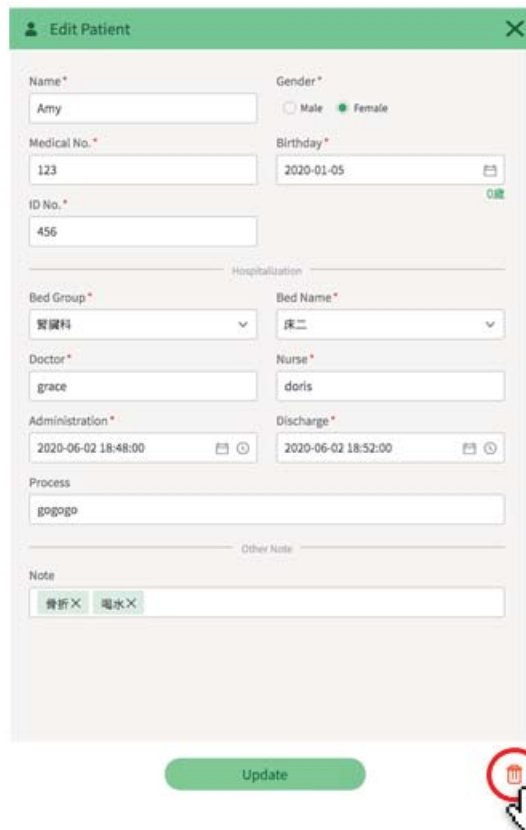 Edit Patient
Name*
Gender*
Amy
Male Female
Medical No.*
Birthday*
123
2020-01-05
0歲
ID No.*
456
Hospitalization
Bed Group*
Bed Name*
腎臟科
床二
Doctor*
Nurse*
grace
doris
Administration*
Discharge*
2020-06-02 18:48:00
2020-06-02 18:52:00
Process
gogogo
Other Note
Note
骨折 喝水
Update